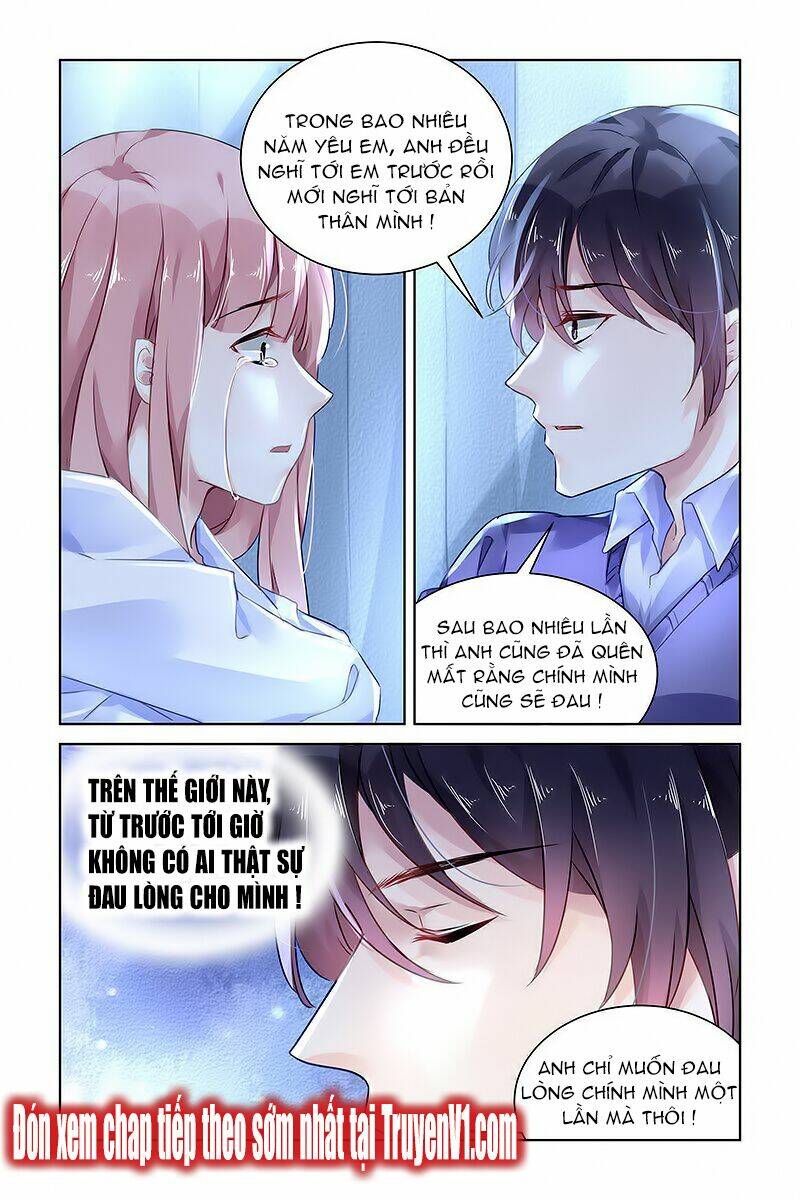 TRONG BAO NHIÊU
NĂM YÊU EM, ANH ĐỀU
NGHĨ TỚI EM TRƯỚC RỒI
MỚI NGHĨ TỚI BẢN
THÂN MÌNH !
SAU BAO NHIÊU LẦN
THÌ ANH CŨNG ĐÃ QUÊN
MẤT RẰNG CHÍNH MÌNH
CŨNG SẼ ĐAU !
TRÊN THẾ GIỚI NÀY,
TỪ TRƯỚC TỚI GIỜ
KHÔNG CÓ AI THẬT SỰ
ĐAU LÒNG CHO MÌNH !
ANH CHỈ MUỐN ĐAU
LÒNG CHÍNH MÌNH MỘT
LẦN MÀ THÔI !
Đón xem chap tiếp theo sớm nhất tại TruyenV1.com